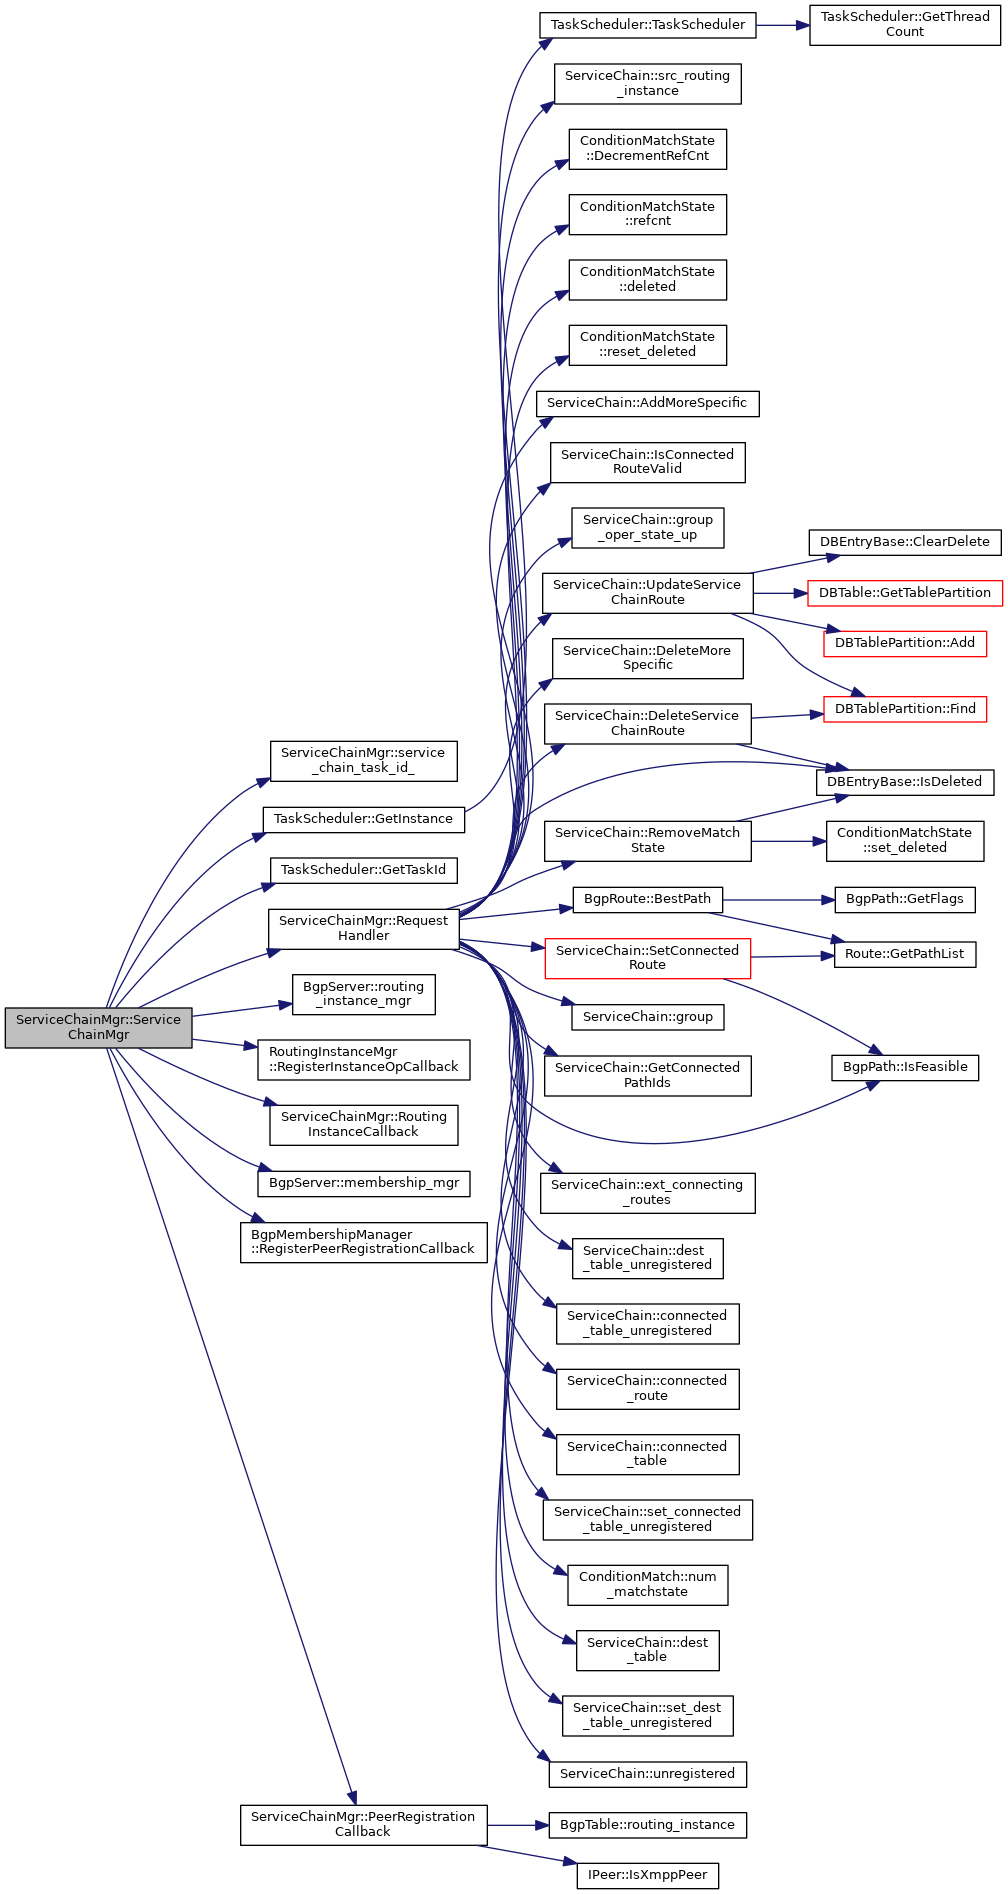 TaskScheduler::TaskScheduler
TaskScheduler::GetThread
Count
ServiceChain::src_routing
_instance
ConditionMatchState
::DecrementRefCnt
ConditionMatchState
::refcnt
ConditionMatchState
::deleted
ConditionMatchState
::reset_deleted
ServiceChain::AddMoreSpecific
ServiceChain::IsConnected
RouteValid
ServiceChain::group
_oper_state_up
ServiceChain::UpdateService
ChainRoute
DBEntryBase::ClearDelete
DBTable::GetTablePartition
DBTablePartition::Add
ServiceChain::DeleteMore
Specific
DBTablePartition::Find
ServiceChain::DeleteService
ChainRoute
DBEntryBase::IsDeleted
ServiceChainMgr::service
_chain_task_id_
TaskScheduler::GetInstance
ServiceChain::RemoveMatch
State
ConditionMatchState
::set_deleted
TaskScheduler::GetTaskId
BgpRoute::BestPath
BgpPath::GetFlags
ServiceChainMgr::Request
Handler
ServiceChain::SetConnected
Route
Route::GetPathList
BgpServer::routing
_instance_mgr
ServiceChain::group
ServiceChainMgr::Service
ChainMgr
RoutingInstanceMgr
::RegisterInstanceOpCallback
ServiceChain::GetConnected
PathIds
BgpPath::IsFeasible
ServiceChainMgr::Routing
InstanceCallback
BgpServer::membership_mgr
ServiceChain::ext_connecting
_routes
BgpMembershipManager
::RegisterPeerRegistrationCallback
ServiceChain::dest
_table_unregistered
ServiceChain::connected
_table_unregistered
ServiceChain::connected
_route
ServiceChain::connected
_table
ServiceChain::set_connected
_table_unregistered
ConditionMatch::num
_matchstate
ServiceChain::dest
_table
ServiceChain::set_dest
_table_unregistered
ServiceChain::unregistered
ServiceChainMgr::PeerRegistration
Callback
BgpTable::routing_instance
IPeer::IsXmppPeer